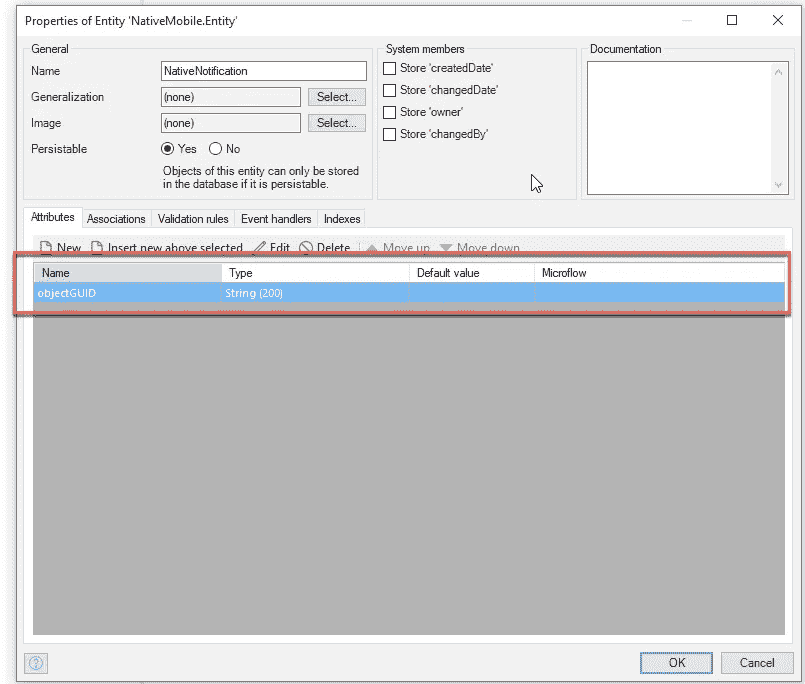 Properties of Entity 'NativeMobile.Entity'
General
Name
NativeNotification
Generalization
(none)
Select...
Image
(none)
Select...
Persistable
Yes
No
Objects of this entity can only be stored
in the database if it is persistable.
System members
Store 'createdDate'
Store 'changedDate'
Store 'owner'
Store 'changedBy'
Documentation
Attributes Associations Validation rules Event handlers Indexes
New Insert new above selected Edit Delete Move up Move down
Name Type Default value Microflow
objectGUID String (200)
?
OK Cancel